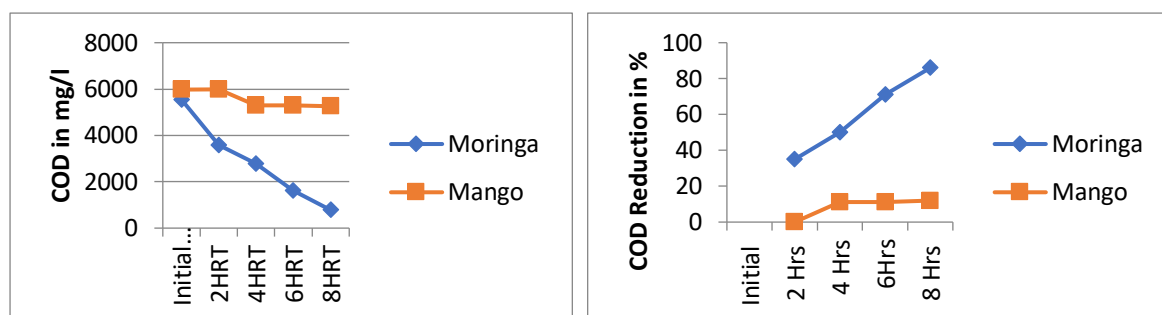 COD in mg/l
8000
6000
4000
2000
0
Initial...
2HRT
4HRT
6HRT
8HRT
Moringa
Mango
COD Reduction in %
100
80
60
40
20
0
Initial
2 Hrs
4 Hrs
6Hrs
8 Hrs
Moringa
Mango